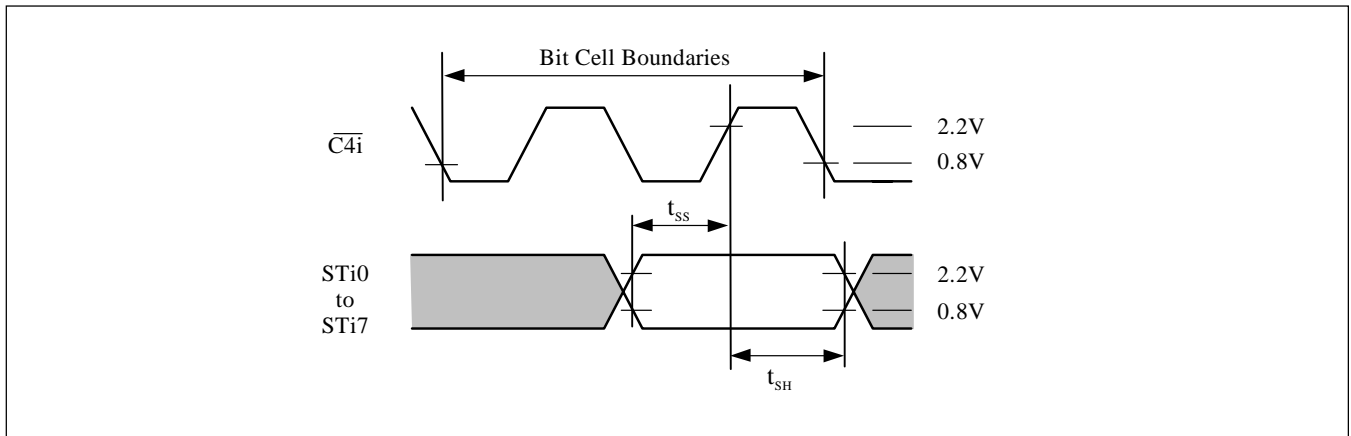 Bit Cell Boundaries
C4i
2.2V
0.8V
tSS
STi0
to
STi7
2.2V
0.8V
tSH